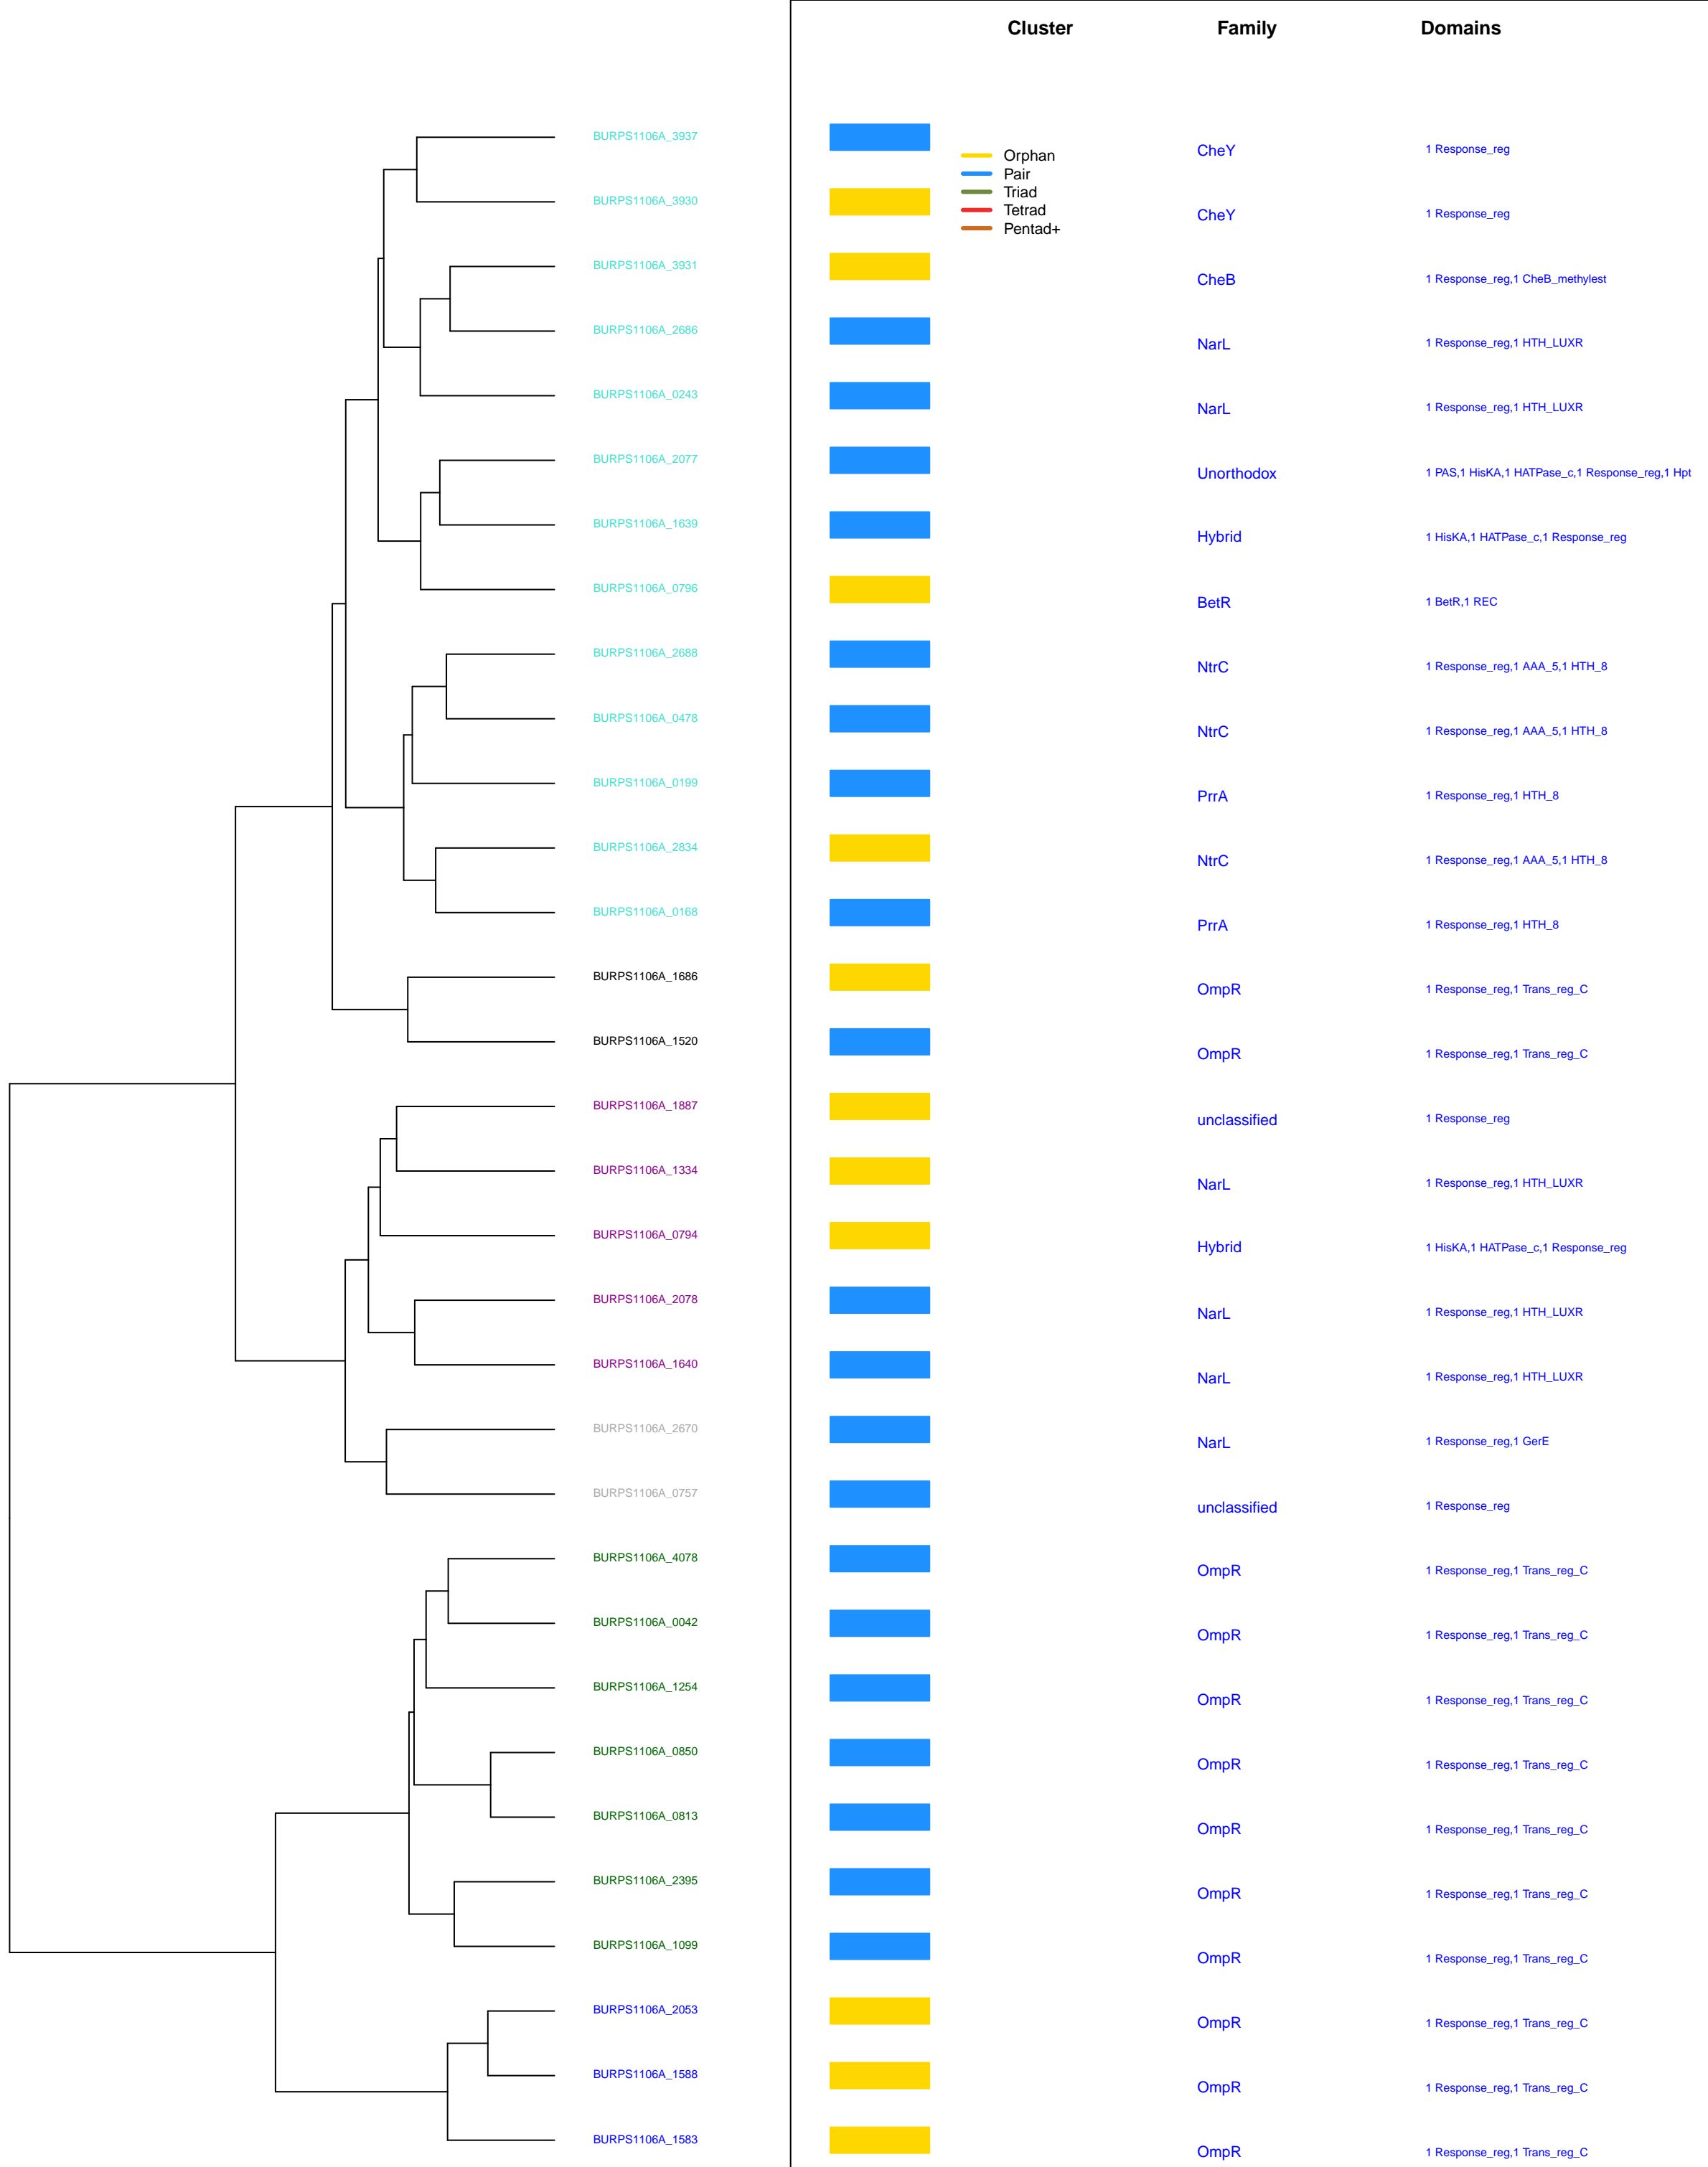 Cluster Family Domains
BURPS1106A_3937 CheY 1 Response_reg
Orphan
Pair
Triad
Tetrad
Pentad+
BURPS1106A_3930 CheY 1 Response_reg
BURPS1106A_3931 CheB 1 Response_reg,1 CheB_methylest
BURPS1106A_2686 NarL 1 Response_reg,1 HTH_LUXR
BURPS1106A_0243 NarL 1 Response_reg,1 HTH_LUXR
BURPS1106A_2077 Unorthodox 1 PAS,1 HisKA,1 HATPase_c,1 Response_reg,1 Hpt
BURPS1106A_1639 Hybrid 1 HisKA,1 HATPase_c,1 Response_reg
BURPS1106A_0796 BetR 1 BetR,1 REC
BURPS1106A_2688 NtrC 1 Response_reg,1 AAA_5,1 HTH_8
BURPS1106A_0478 NtrC 1 Response_reg,1 AAA_5,1 HTH_8
BURPS1106A_0199 PrrA 1 Response_reg,1 HTH_8
BURPS1106A_2834 NtrC 1 Response_reg,1 AAA_5,1 HTH_8
BURPS1106A_0168 PrrA 1 Response_reg,1 HTH_8
BURPS1106A_1686 OmpR 1 Response_reg,1 Trans_reg_C
BURPS1106A_1520 OmpR 1 Response_reg,1 Trans_reg_C
BURPS1106A_1887 unclassified 1 Response_reg
BURPS1106A_1334 NarL 1 Response_reg,1 HTH_LUXR
BURPS1106A_0794 Hybrid 1 HisKA,1 HATPase_c,1 Response_reg
BURPS1106A_2078 NarL 1 Response_reg,1 HTH_LUXR
BURPS1106A_1640 NarL 1 Response_reg,1 HTH_LUXR
BURPS1106A_2670 NarL 1 Response_reg,1 GerE
BURPS1106A_0757 unclassified 1 Response_reg
BURPS1106A_4078 OmpR 1 Response_reg,1 Trans_reg_C
BURPS1106A_0042 OmpR 1 Response_reg,1 Trans_reg_C
BURPS1106A_1254 OmpR 1 Response_reg,1 Trans_reg_C
BURPS1106A_0850 OmpR 1 Response_reg,1 Trans_reg_C
BURPS1106A_0813 OmpR 1 Response_reg,1 Trans_reg_C
BURPS1106A_2395 OmpR 1 Response_reg,1 Trans_reg_C
BURPS1106A_1099 OmpR 1 Response_reg,1 Trans_reg_C
BURPS1106A_2053 OmpR 1 Response_reg,1 Trans_reg_C
BURPS1106A_1588 OmpR 1 Response_reg,1 Trans_reg_C
BURPS1106A_1583 OmpR 1 Response_reg,1 Trans_reg_C